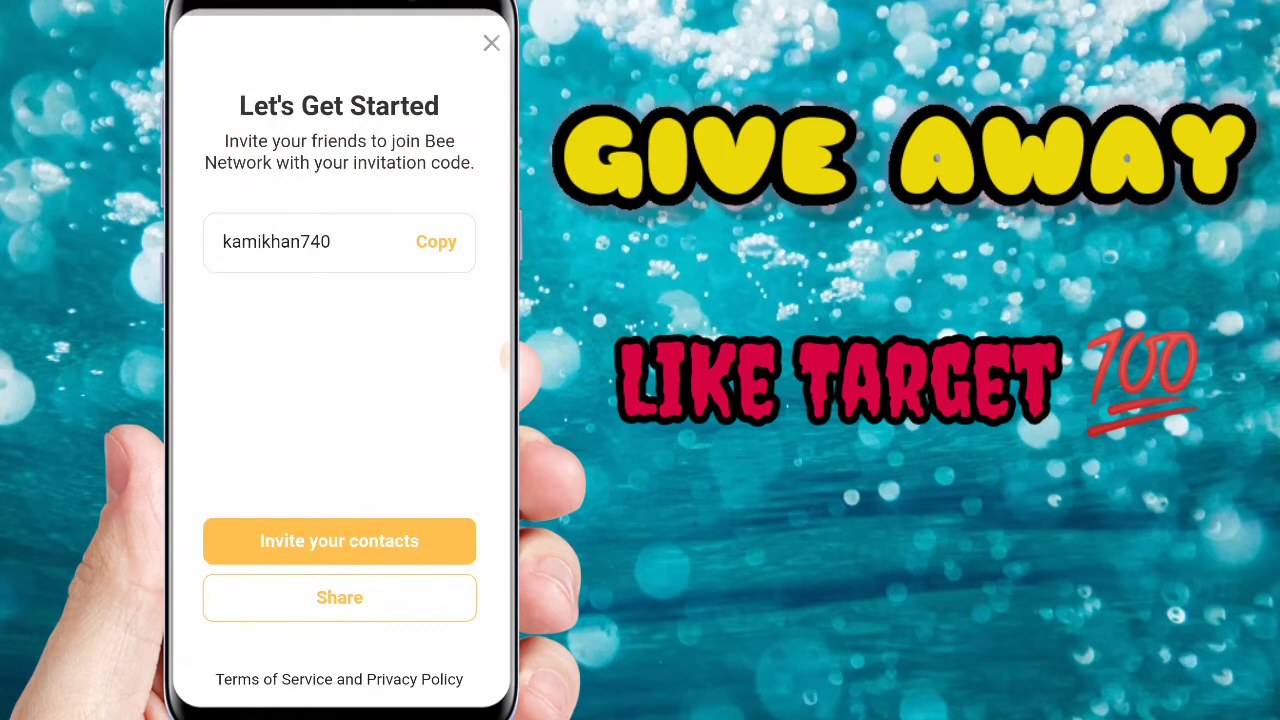 Let's Get Started
Invite your friends to join Bee
Network with your invitation code.
kamikhan740 Copy
Invite your contacts
Share
Terms of Service and Privacy Policy
GIVE AWAY
LIKE TARGET 💯